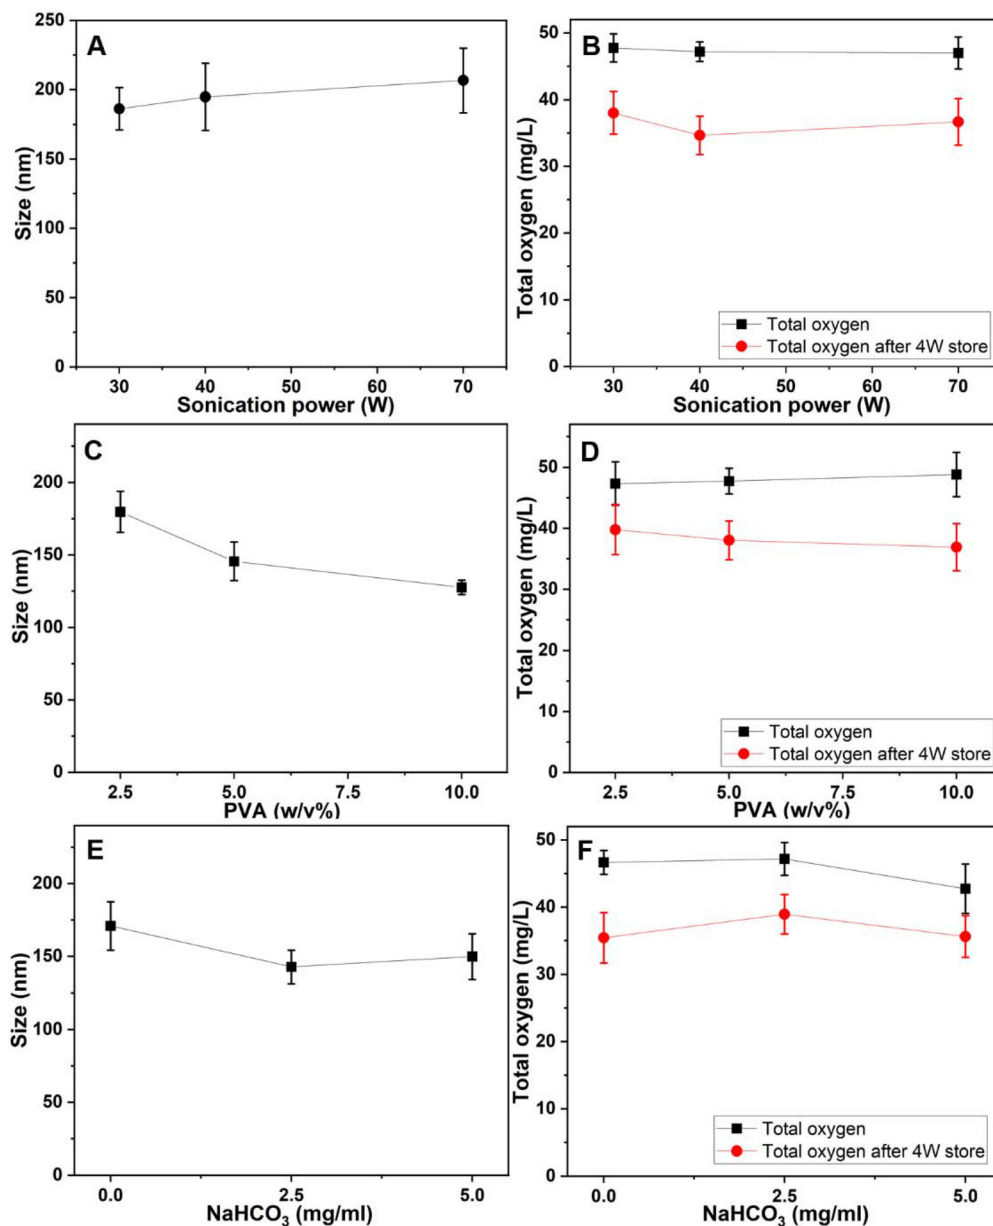 A
250
200
150
100
50
0
Size (nm)
30 40 50 60 70
Sonication power (W)
B
50
40
30
20
10
0
Total oxygen (mg/L)
Total oxygen
Total oxygen after 4W store
30 40 50 60 70
Sonication power (W)
C
200
150
100
50
0
Size (nm)
2.5 5.0 7.5 10.0
PVA (w/v%)
D
50
40
30
20
10
0
Total oxygen (mg/L)
Total oxygen
Total oxygen after 4W store
2.5 5.0 7.5 10.0
PVA (w/v%)
E
200
150
100
50
0
Size (nm)
0.0 2.5 5.0
NaHCO₃ (mg/ml)
F
50
40
30
20
10
0
Total oxygen (mg/L)
Total oxygen
Total oxygen after 4W store
0.0 2.5 5.0
NaHCO₃ (mg/ml)